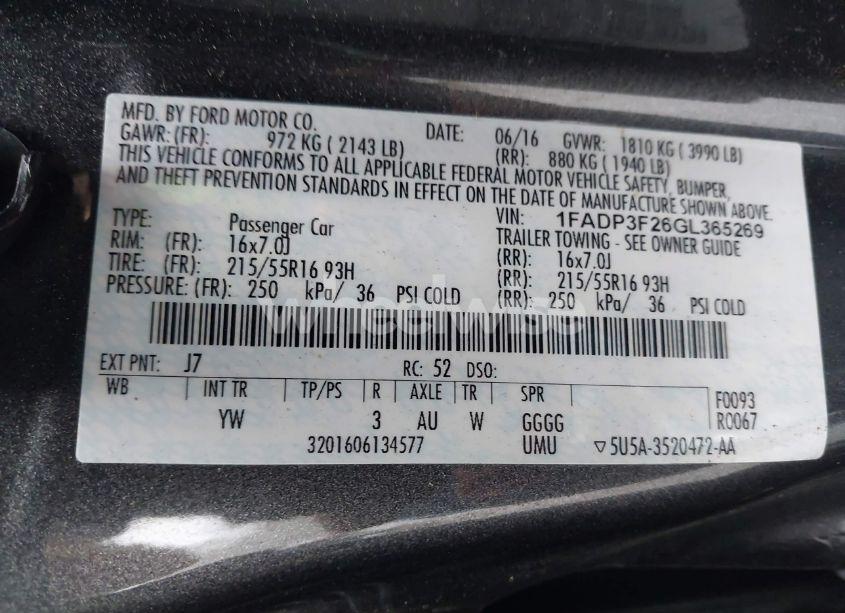 MFD. BY FORD MOTOR CO. DATE: 06/16 GVWR: 1810 KG ( 3990 LB)
GAWR: (FR): 972 KG ( 2143 LB) (RR): 880 KG ( 1940 LB)
THIS VEHICLE CONFORMS TO ALL APPLICABLE FEDERAL MOTOR VEHICLE SAFETY, BUMPER,
AND THEFT PREVENTION STANDARDS IN EFFECT ON THE DATE OF MANUFACTURE SHOWN ABOVE.
VIN: 1FADP3F26GL365269
TYPE: Passenger Car TRAILER TOWING - SEE OWNER GUIDE
RIM: (FR): 16x7.0J (RR): 16x7.0J
TIRE: (FR): 215/55R16 93H (RR): 215/55R16 93H
PRESSURE: (FR): 250 kPa/ 36 PSI COLD (RR): 250 kPa/ 36 PSI COLD
wheelwise
EXT PNT: J7 RC: 52 DSO:
WB INT TR TP/PS R AXLE TR SPR F0093
YW 3 AU W GGGG R0067
3201606134577 UMU ▽5U5A-3520472-AA